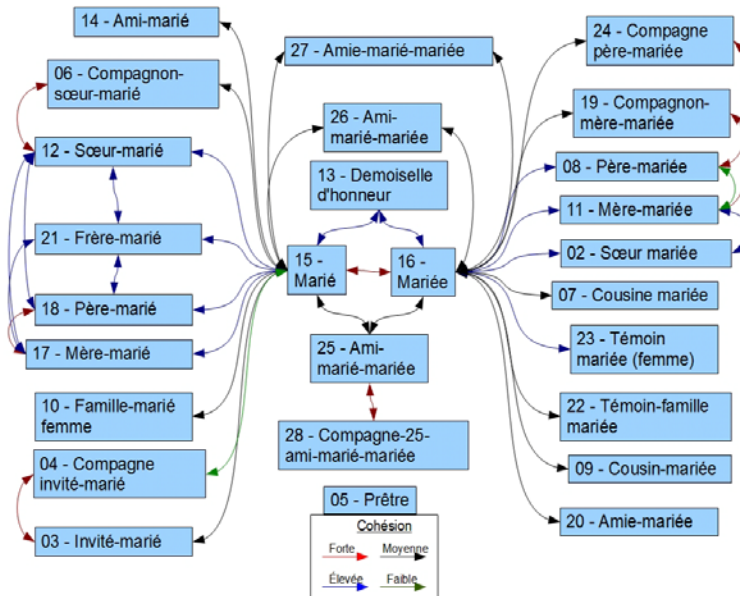 14 - Ami-marié
06 - Compagnon-
sœur-marié
12 - Sœur-marié
21 - Frère-marié
18 - Père-marié
17 - Mère-marié
10 - Famille-marié
femme
04 - Compagne
invité-marié
03 - Invité-marié
27 - Amie-marié-mariée
26 - Ami-
marié-mariée
13 - Demoiselle
d'honneur
15 -
Marié
16 -
Mariée
25 - Ami-
marié-mariée
28 - Compagne-25-
ami-marié-mariée
05 - Prêtre
Cohésion
Forte
Moyenne
Élevée
Faible
24 - Compagne
père-mariée
19 - Compagnon-
mère-mariée
08 - Père-mariée
11 - Mère-mariée
02 - Sœur mariée
07 - Cousine mariée
23 - Témoin
mariée (femme)
22 - Témoin-famille
mariée
09 - Cousin-mariée
20 - Amie-mariée